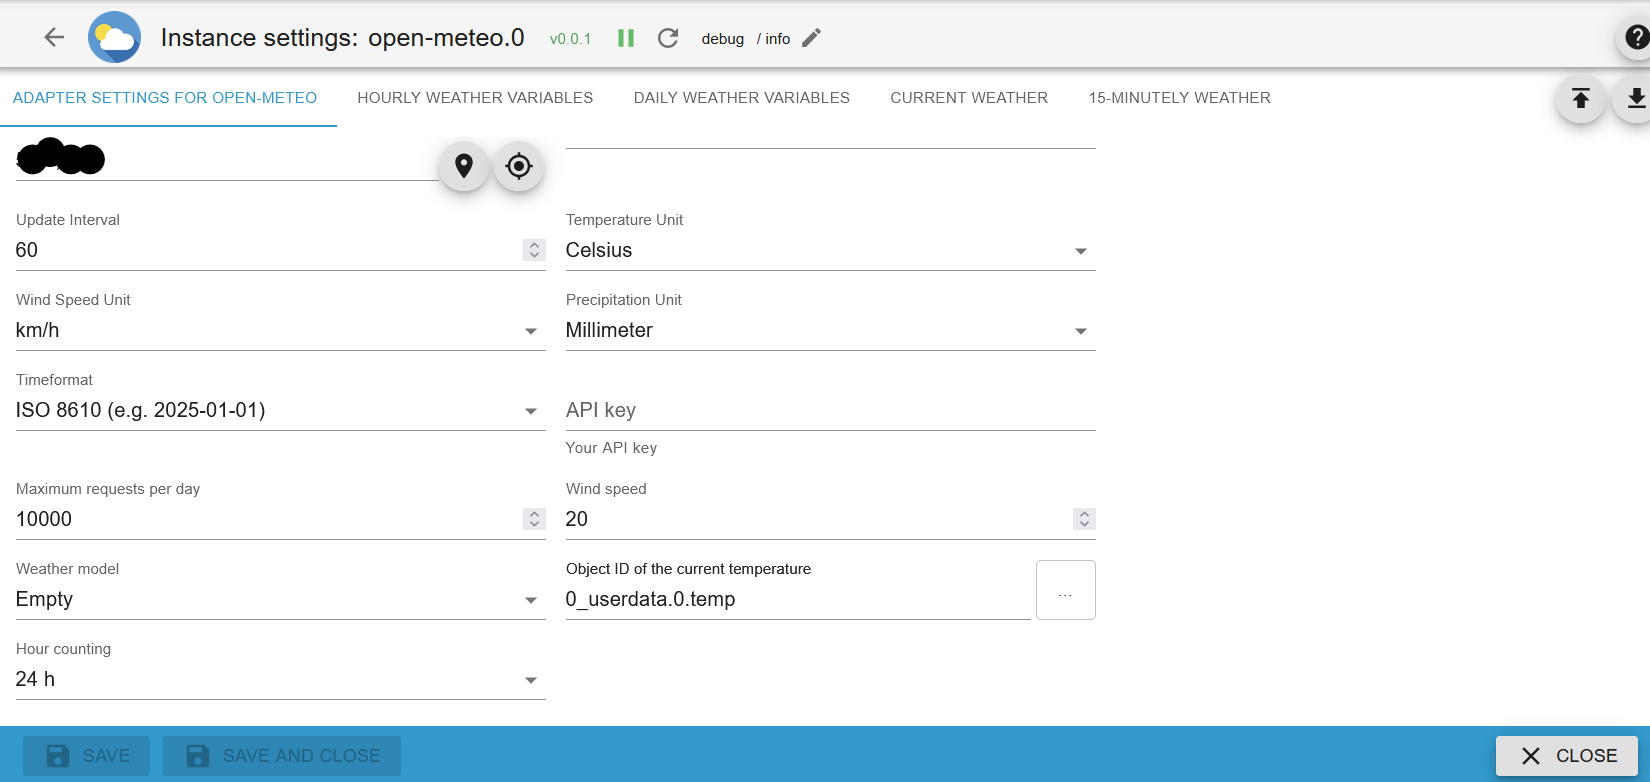 Instance settings: open-meteo.0 v0.0.1 debug / info
ADAPTER SETTINGS FOR OPEN-METEO HOURLY WEATHER VARIABLES DAILY WEATHER VARIABLES CURRENT WEATHER 15-MINUTELY WEATHER
Update Interval
60
Temperature Unit
Celsius
Wind Speed Unit
km/h
Precipitation Unit
Millimeter
Timeformat
ISO 8610 (e.g. 2025-01-01)
API key
Your API key
Maximum requests per day
10000
Wind speed
20
Weather model
Empty
Object ID of the current temperature
0_userdata.0.temp
...
Hour counting
24 h
SAVE SAVE AND CLOSE CLOSE